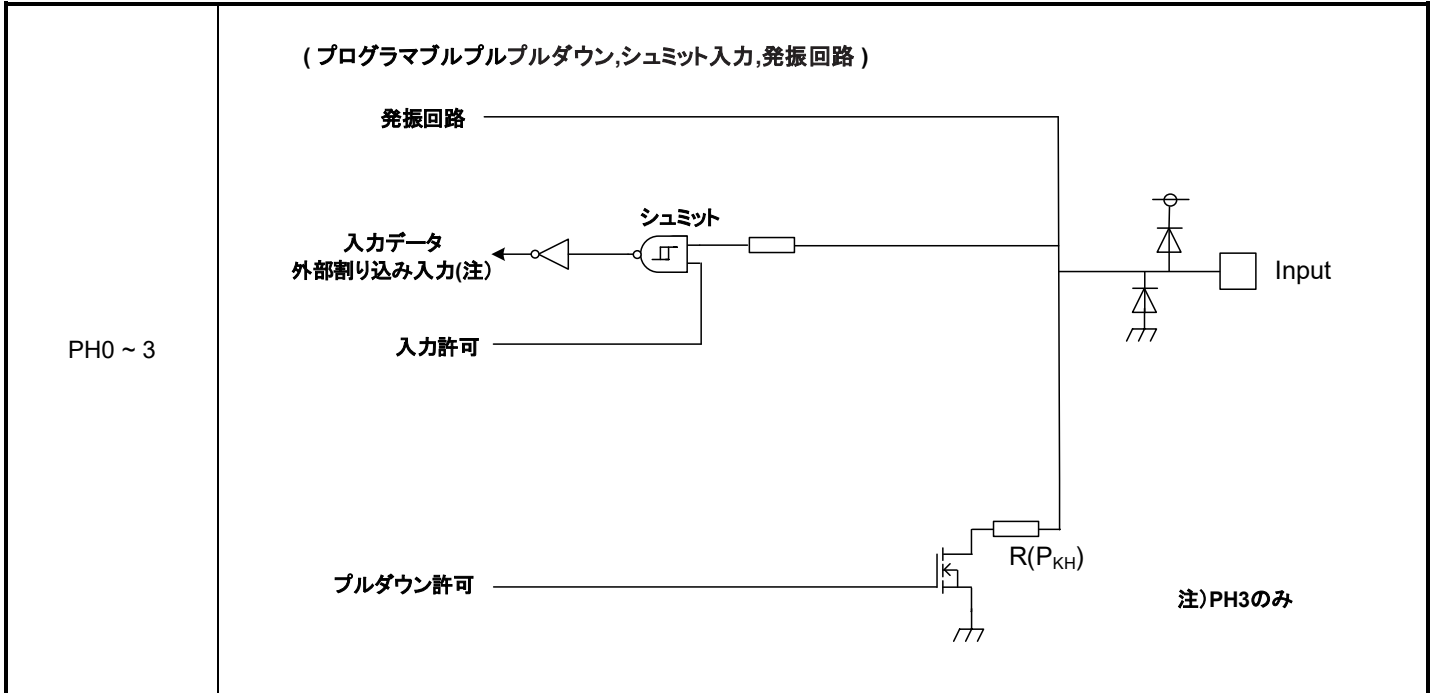 ( プログラマブルプルプルダウン,シュミット入力,発振回路 )
発振回路
シュミット
入力データ
外部割り込み入力(注)
Input
入力許可
PH0 ~ 3
R(PKH)
プルダウン許可
注)PH3のみ